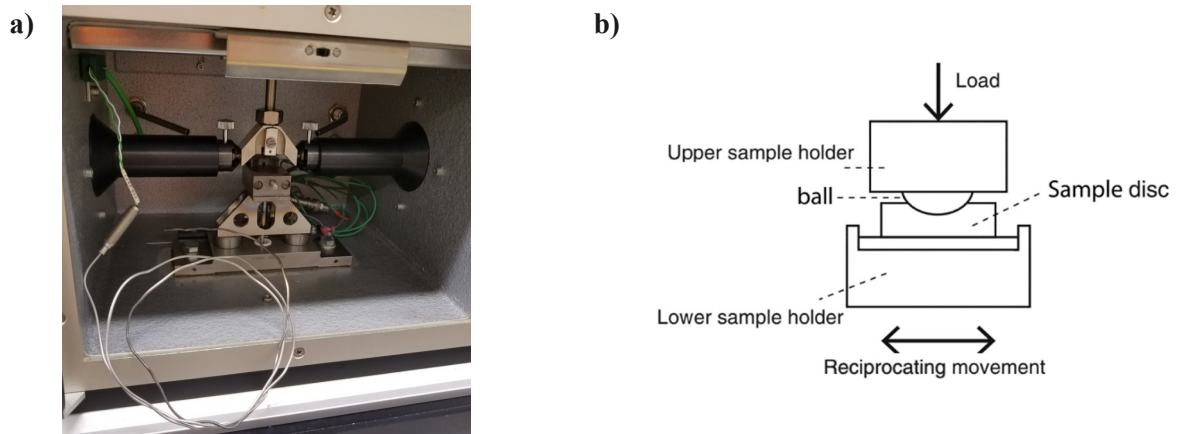 a)
b)
Load
Upper sample holder
ball
Sample disc
Lower sample holder
Reciprocating movement